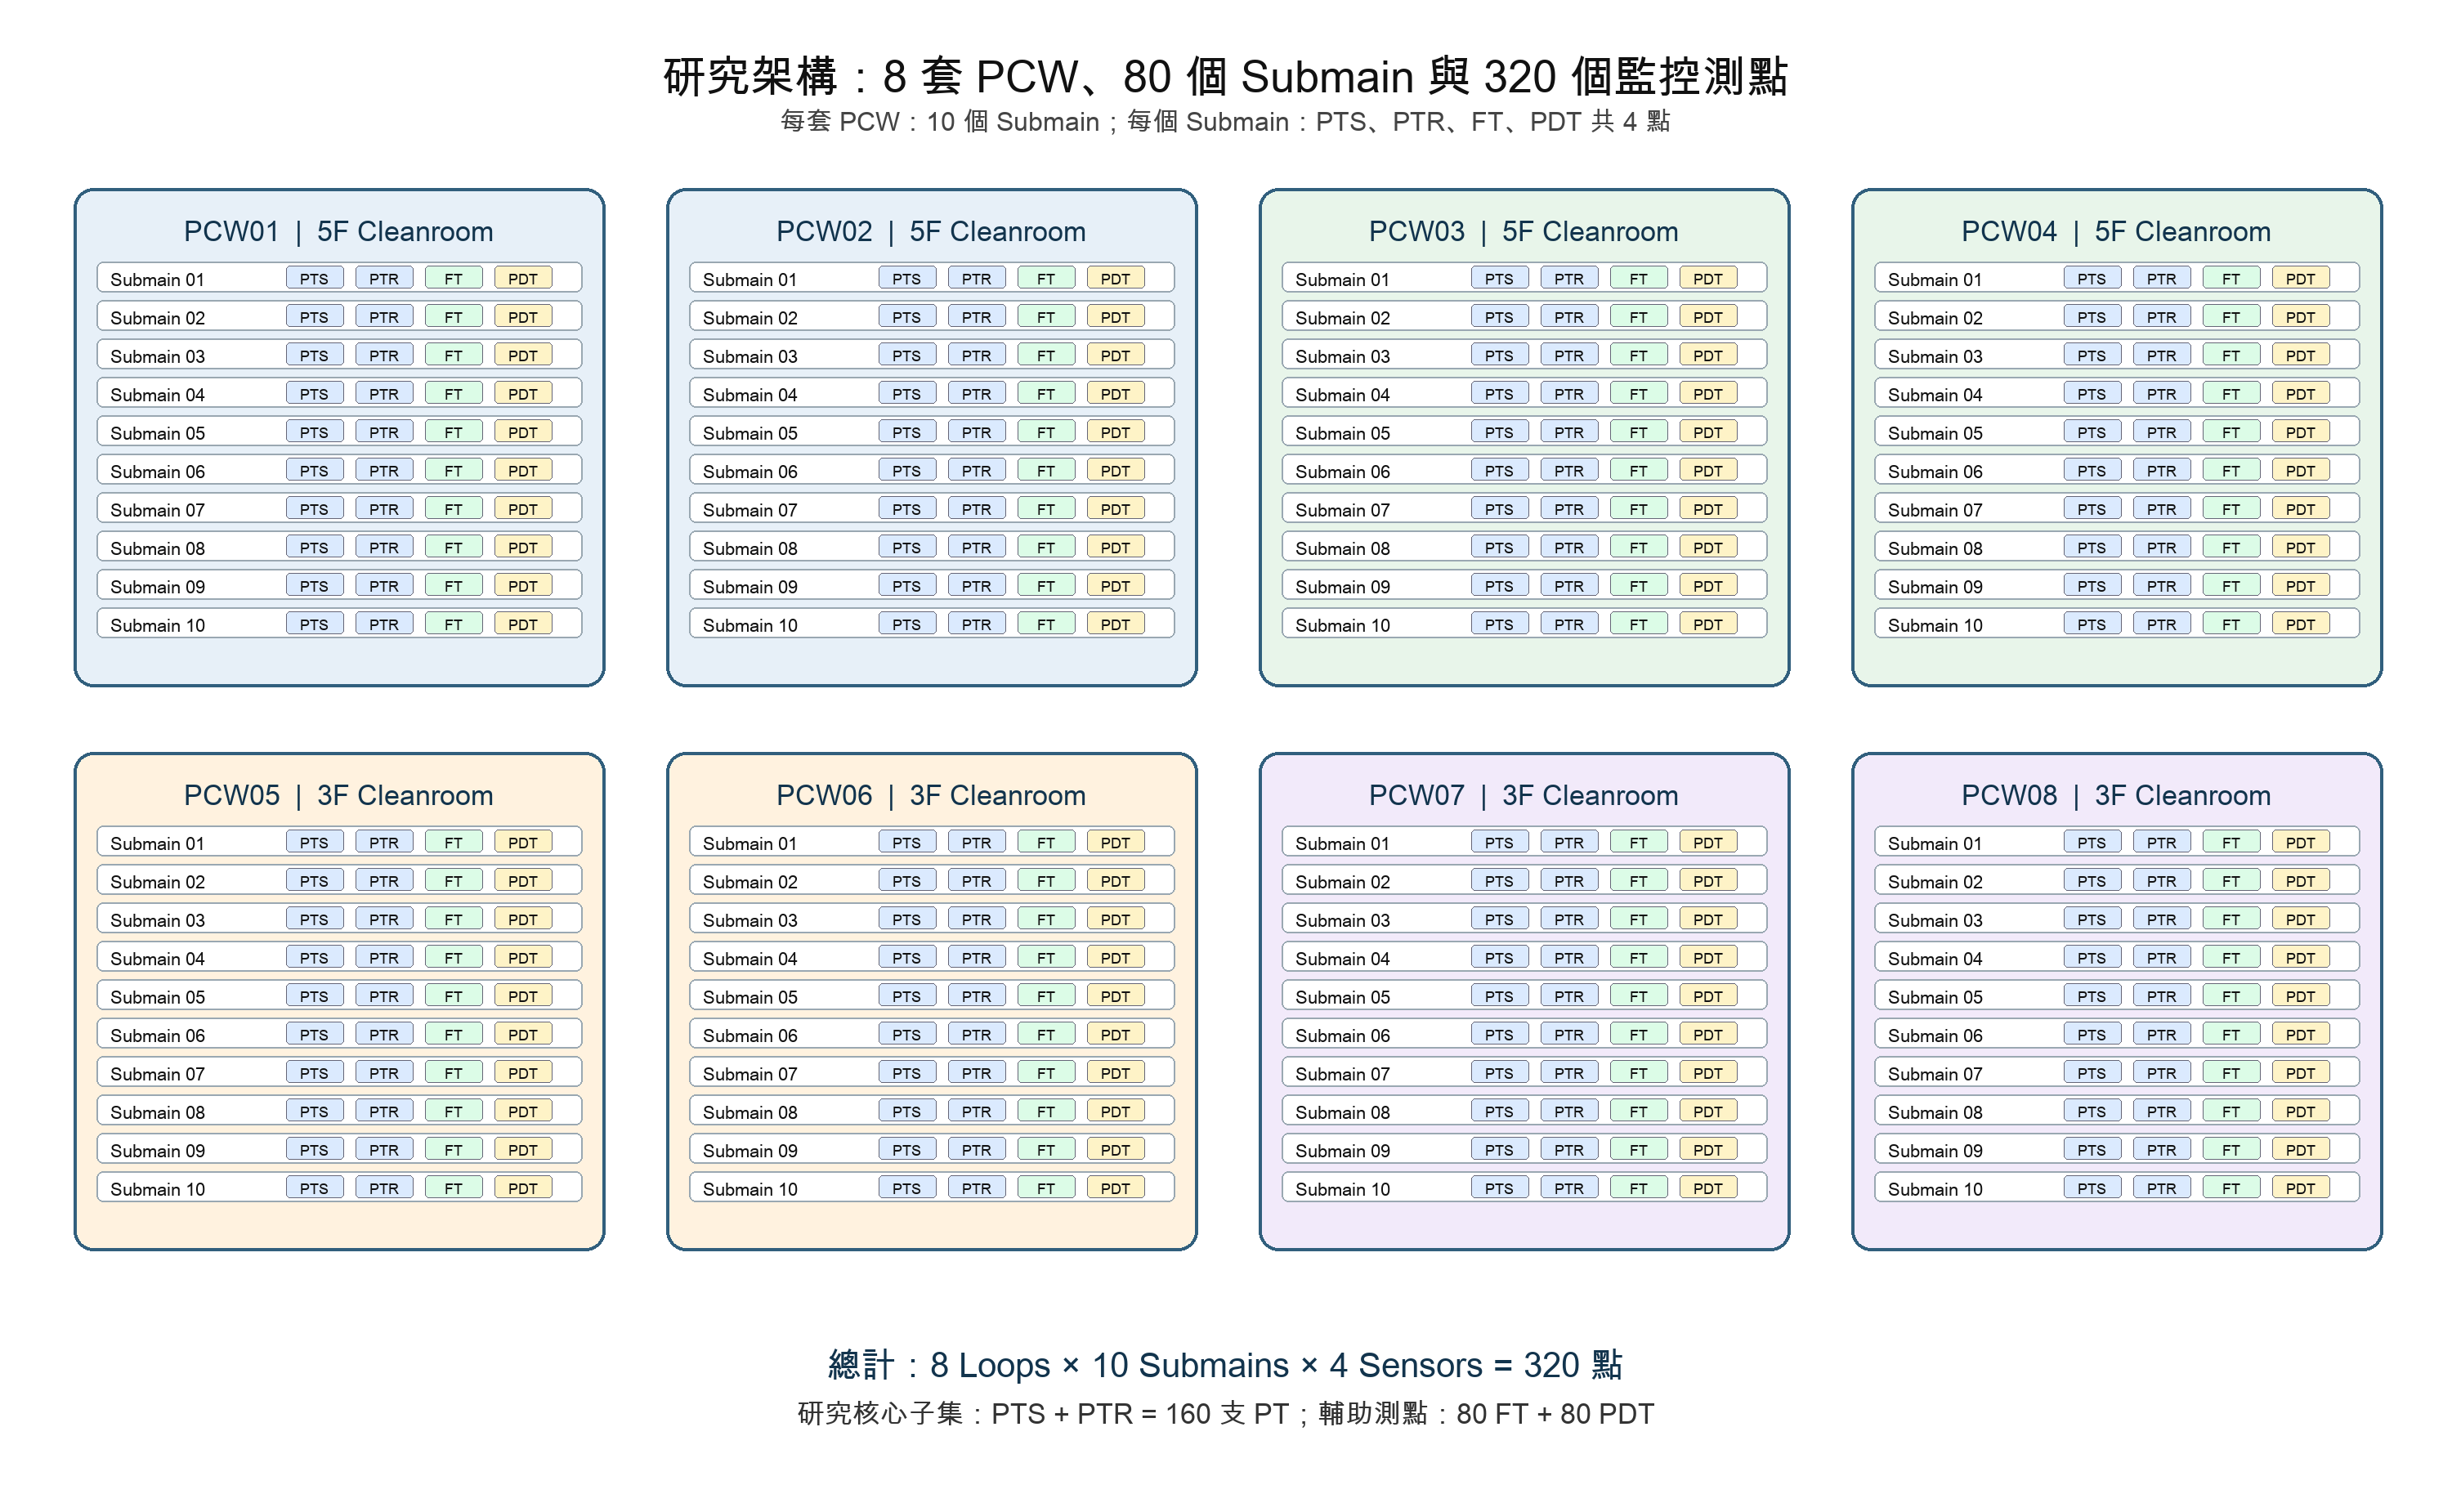 研究架構：8 套 PCW、80 個 Submain 與 320 個監控測點
每套 PCW：10 個 Submain；每個 Submain：PTS、PTR、FT、PDT 共 4 點
PCW01 | 5F Cleanroom
Submain 01 PTS PTR FT PDT
Submain 02 PTS PTR FT PDT
Submain 03 PTS PTR FT PDT
Submain 04 PTS PTR FT PDT
Submain 05 PTS PTR FT PDT
Submain 06 PTS PTR FT PDT
Submain 07 PTS PTR FT PDT
Submain 08 PTS PTR FT PDT
Submain 09 PTS PTR FT PDT
Submain 10 PTS PTR FT PDT
PCW02 | 5F Cleanroom
Submain 01 PTS PTR FT PDT
Submain 02 PTS PTR FT PDT
Submain 03 PTS PTR FT PDT
Submain 04 PTS PTR FT PDT
Submain 05 PTS PTR FT PDT
Submain 06 PTS PTR FT PDT
Submain 07 PTS PTR FT PDT
Submain 08 PTS PTR FT PDT
Submain 09 PTS PTR FT PDT
Submain 10 PTS PTR FT PDT
PCW03 | 5F Cleanroom
Submain 01 PTS PTR FT PDT
Submain 02 PTS PTR FT PDT
Submain 03 PTS PTR FT PDT
Submain 04 PTS PTR FT PDT
Submain 05 PTS PTR FT PDT
Submain 06 PTS PTR FT PDT
Submain 07 PTS PTR FT PDT
Submain 08 PTS PTR FT PDT
Submain 09 PTS PTR FT PDT
Submain 10 PTS PTR FT PDT
PCW04 | 5F Cleanroom
Submain 01 PTS PTR FT PDT
Submain 02 PTS PTR FT PDT
Submain 03 PTS PTR FT PDT
Submain 04 PTS PTR FT PDT
Submain 05 PTS PTR FT PDT
Submain 06 PTS PTR FT PDT
Submain 07 PTS PTR FT PDT
Submain 08 PTS PTR FT PDT
Submain 09 PTS PTR FT PDT
Submain 10 PTS PTR FT PDT
PCW05 | 3F Cleanroom
Submain 01 PTS PTR FT PDT
Submain 02 PTS PTR FT PDT
Submain 03 PTS PTR FT PDT
Submain 04 PTS PTR FT PDT
Submain 05 PTS PTR FT PDT
Submain 06 PTS PTR FT PDT
Submain 07 PTS PTR FT PDT
Submain 08 PTS PTR FT PDT
Submain 09 PTS PTR FT PDT
Submain 10 PTS PTR FT PDT
PCW06 | 3F Cleanroom
Submain 01 PTS PTR FT PDT
Submain 02 PTS PTR FT PDT
Submain 03 PTS PTR FT PDT
Submain 04 PTS PTR FT PDT
Submain 05 PTS PTR FT PDT
Submain 06 PTS PTR FT PDT
Submain 07 PTS PTR FT PDT
Submain 08 PTS PTR FT PDT
Submain 09 PTS PTR FT PDT
Submain 10 PTS PTR FT PDT
PCW07 | 3F Cleanroom
Submain 01 PTS PTR FT PDT
Submain 02 PTS PTR FT PDT
Submain 03 PTS PTR FT PDT
Submain 04 PTS PTR FT PDT
Submain 05 PTS PTR FT PDT
Submain 06 PTS PTR FT PDT
Submain 07 PTS PTR FT PDT
Submain 08 PTS PTR FT PDT
Submain 09 PTS PTR FT PDT
Submain 10 PTS PTR FT PDT
PCW08 | 3F Cleanroom
Submain 01 PTS PTR FT PDT
Submain 02 PTS PTR FT PDT
Submain 03 PTS PTR FT PDT
Submain 04 PTS PTR FT PDT
Submain 05 PTS PTR FT PDT
Submain 06 PTS PTR FT PDT
Submain 07 PTS PTR FT PDT
Submain 08 PTS PTR FT PDT
Submain 09 PTS PTR FT PDT
Submain 10 PTS PTR FT PDT
總計：8 Loops × 10 Submains × 4 Sensors = 320 點
研究核心子集：PTS + PTR = 160 支 PT；輔助測點：80 FT + 80 PDT